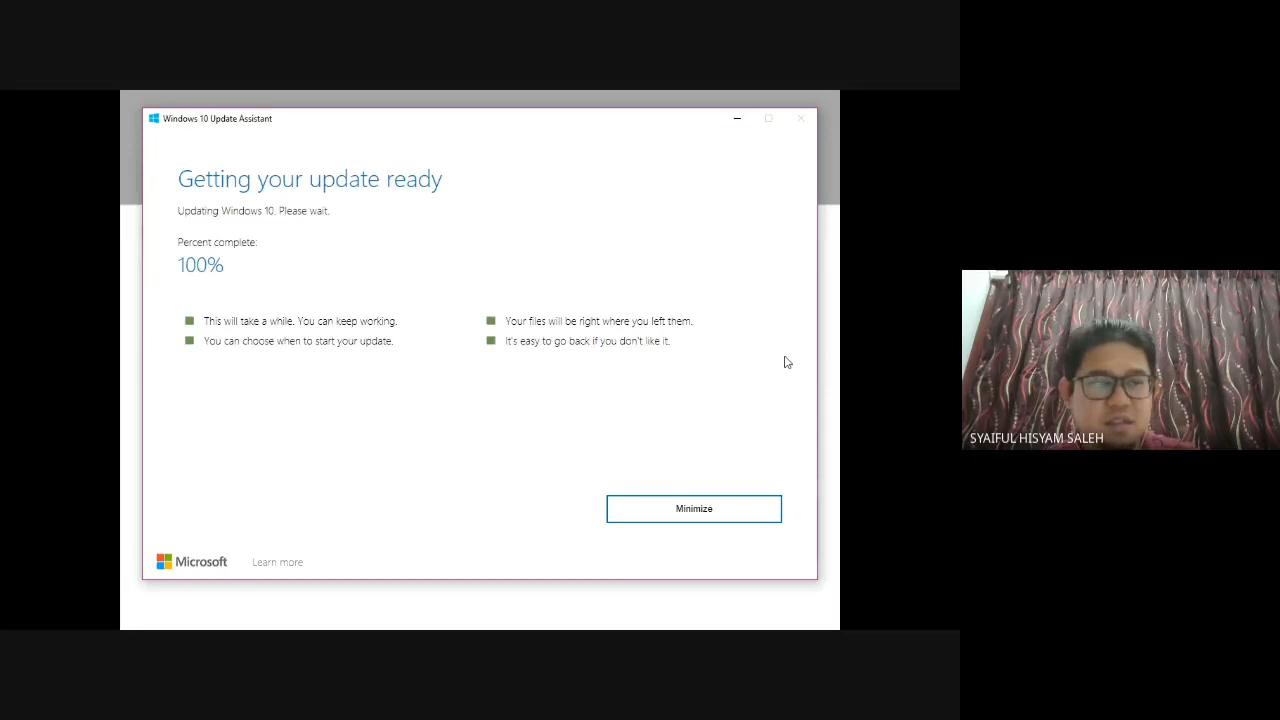 Windows 10 Update Assistant
Getting your update ready
Updating Windows 10. Please wait.
Percent complete:
100%
This will take a while. You can keep working.
You can choose when to start your update.
Your files will be right where you left them.
It's easy to go back if you don't like it.
Minimize
Microsoft
Learn more
SYAIFUL HISYAM SALEH